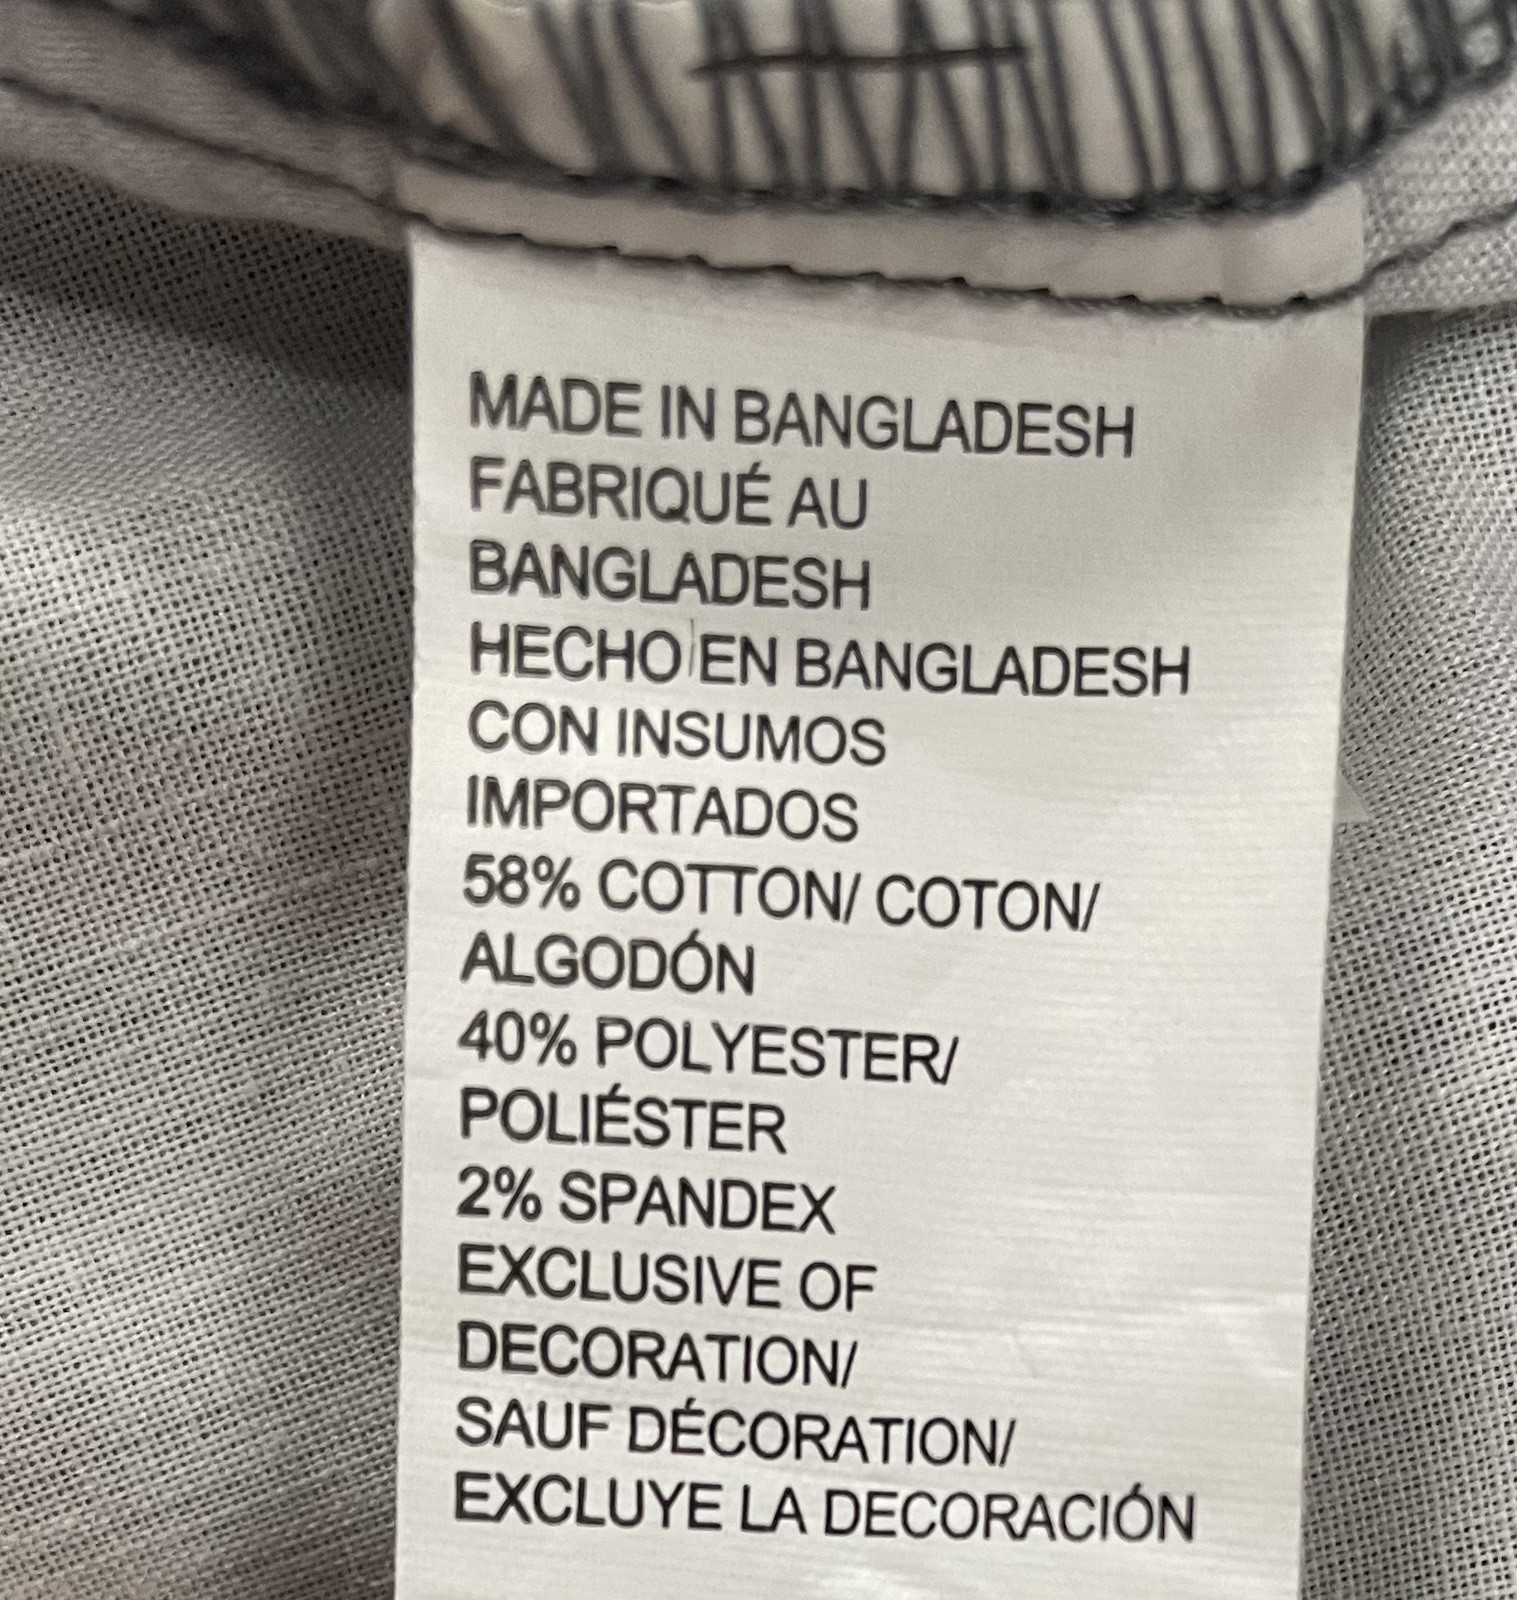 MADE IN BANGLADESH
FABRIQUÉ AU
BANGLADESH
HECHO EN BANGLADESH
CON INSUMOS
IMPORTADOS
58% COTTON/ COTON/
ALGODÓN
40% POLYESTER/
POLIÉSTER
2% SPANDEX
EXCLUSIVE OF
DECORATION/
SAUF DÉCORATION/
EXCLUYE LA DECORACIÓN